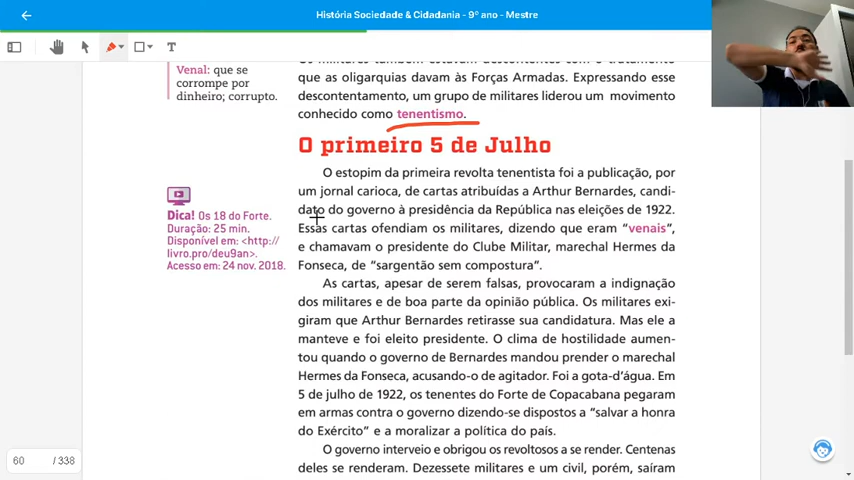 História Sociedade & Cidadania - 9º ano - Mestre
T
Venal: que se
corrompe por
dinheiro; corrupto.
Os militares também estavam descontentes com o tratamento
que as oligarquias davam às Forças Armadas. Expressando esse
descontentamento, um grupo de militares liderou um movimento
conhecido como tenentismo.
O primeiro 5 de Julho
O estopim da primeira revolta tenentista foi a publicação, por
um jornal carioca, de cartas atribuídas a Arthur Bernardes, candi-
dato do governo à presidência da República nas eleições de 1922.
Essas cartas ofendiam os militares, dizendo que eram “venais”,
e chamavam o presidente do Clube Militar, marechal Hermes da
Fonseca, de “sargentão sem compostura”.
Dica! Os 18 do Forte.
Duração: 25 min.
Disponível em: <http://
livro.pro/deu9an>.
Acesso em: 24 nov. 2018.
As cartas, apesar de serem falsas, provocaram a indignação
dos militares e de boa parte da opinião pública. Os militares exi-
giram que Arthur Bernardes retirasse sua candidatura. Mas ele a
manteve e foi eleito presidente. O clima de hostilidade aumen-
tou quando o governo de Bernardes mandou prender o marechal
Hermes da Fonseca, acusando-o de agitador. Foi a gota-d’água. Em
5 de julho de 1922, os tenentes do Forte de Copacabana pegaram
em armas contra o governo dizendo-se dispostos a “salvar a honra
do Exército” e a moralizar a política do país.
O governo interveio e obrigou os revoltosos a se render. Centenas
deles se renderam. Dezessete militares e um civil, porém, saíram
60 / 338